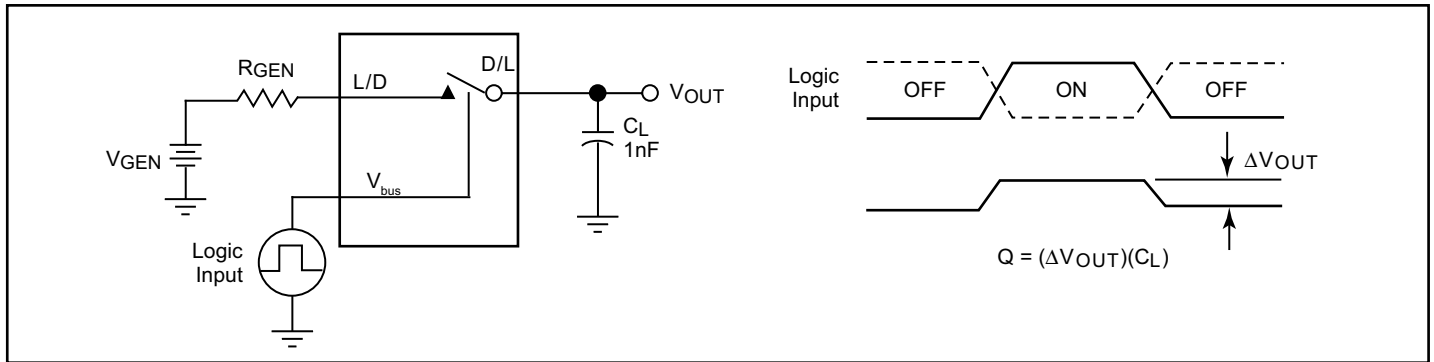 RGEN
L/D
D/L
VOUT
CL
1nF
VGEN
Vbus
Logic
Input
Logic
Input
OFF
ON
OFF
ΔVOUT
Q = (ΔVOUT)(CL)